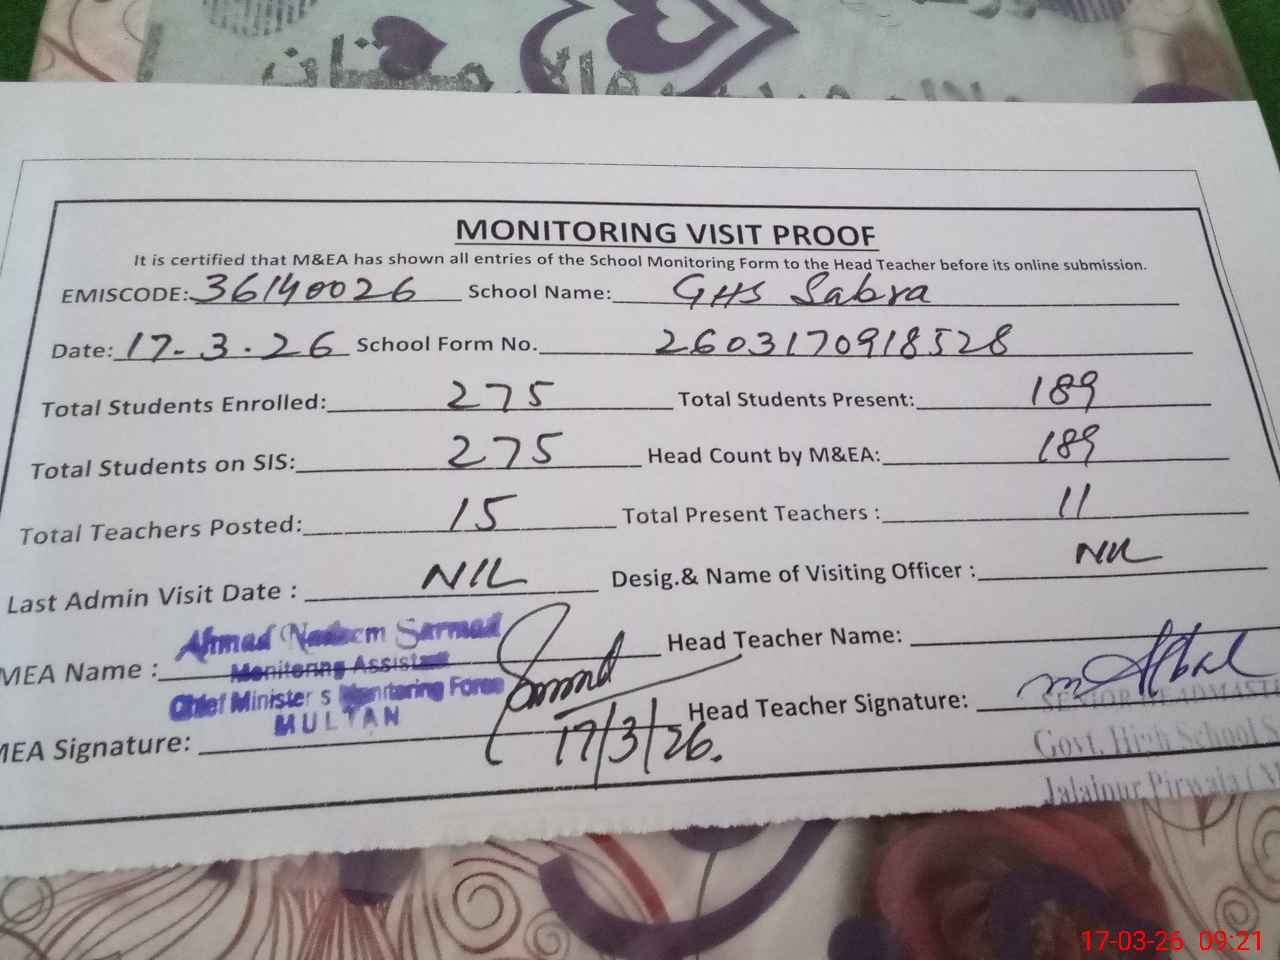 MONITORING VISIT PROOF
It is certified that M&EA has shown all entries of the School Monitoring Form to the Head Teacher before its online submission.
EMISCODE: 36140026 School Name: GHS Sabra
Date: 17-3.26 School Form No. 2603170918528
Total Students Enrolled: 275 Total Students Present: 189
Total Students on SIS: 275 Head Count by M&EA: 189
Total Teachers Posted: 15 Total Present Teachers : 11
Last Admin Visit Date : NIL Desig.& Name of Visiting Officer : NIL
MEA Name : Ahmad Nadeem Sarmad Head Teacher Name:
Monitoring Assistant
Chief Minister s Monitoring Force
MULTAN
MEA Signature: 17/3/26. Head Teacher Signature:
SENIOR HEADMASTE
Govt. High School S
Jalalpur Pirwala (M
17-03-26 09:21